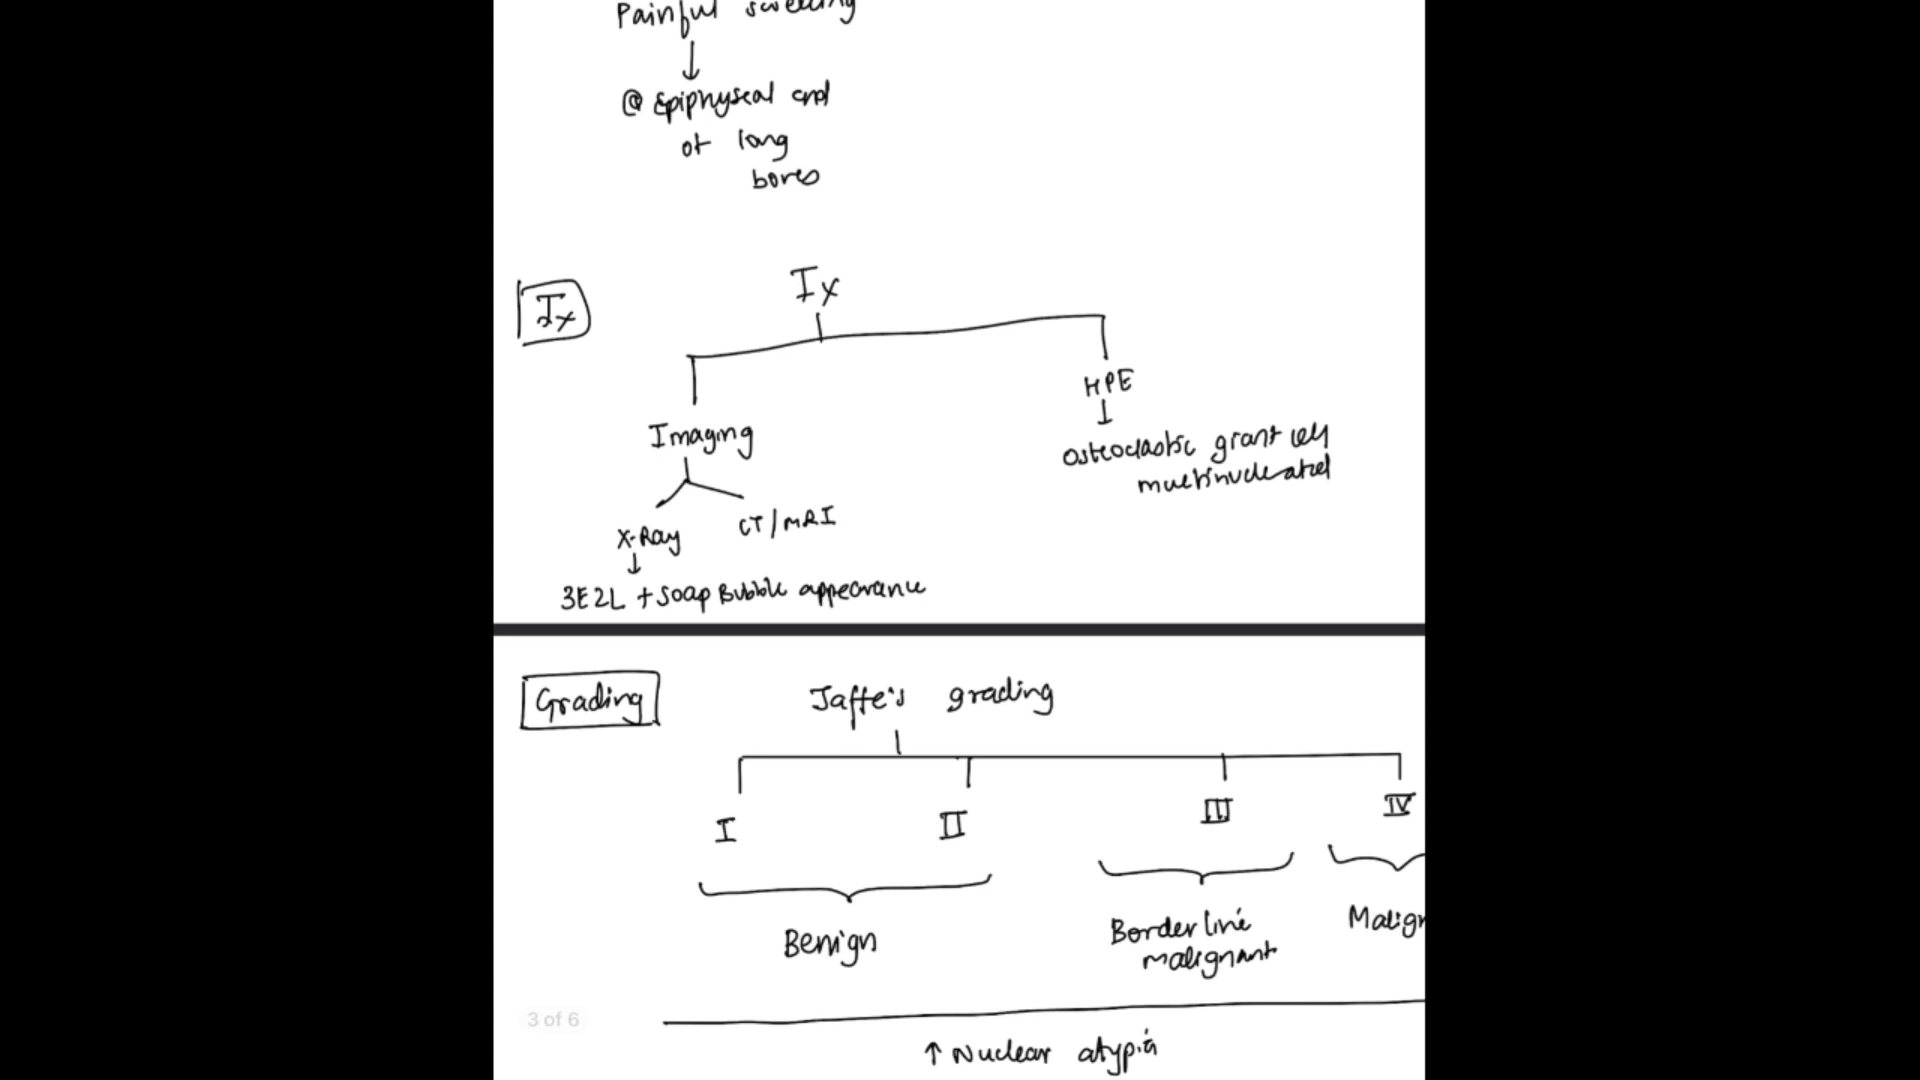 Painful swelling
@ Epiphyseal end
of long
bones
Ix
Ix
Imaging
HPE
Osteoclastic giant cell
multinucleated
X-Ray
CT/MRI
3E2L + Soap Bubble appearance
Grading
Jaffe's grading
I
II
III
IV
Benign
Borderline
malignant
Malign
3 of 6
↑ Nuclear atypia